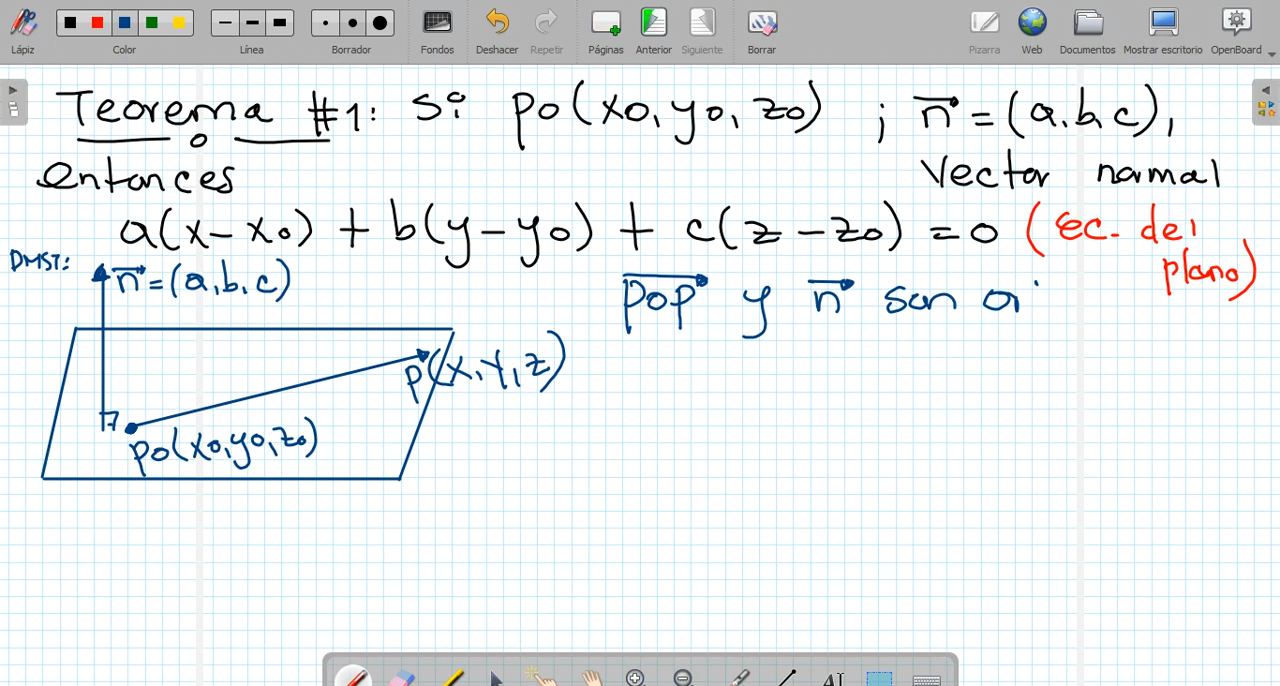 Lápiz Color Línea Borrador Fondos Deshacer Repetir Páginas Anterior Siguiente Borrar Pizarra Web Documentos Mostrar escritorio OpenBoard
Teorema #1: Si po(x0, y0, z0) ; n = (a, b, c),
entonces vector normal
a(x - x0) + b(y - y0) + c(z - z0) = 0 (ec. del
plano)
DMST:
n = (a, b, c)
pop y n son
p(x, y, z)
po(x0, y0, z0)